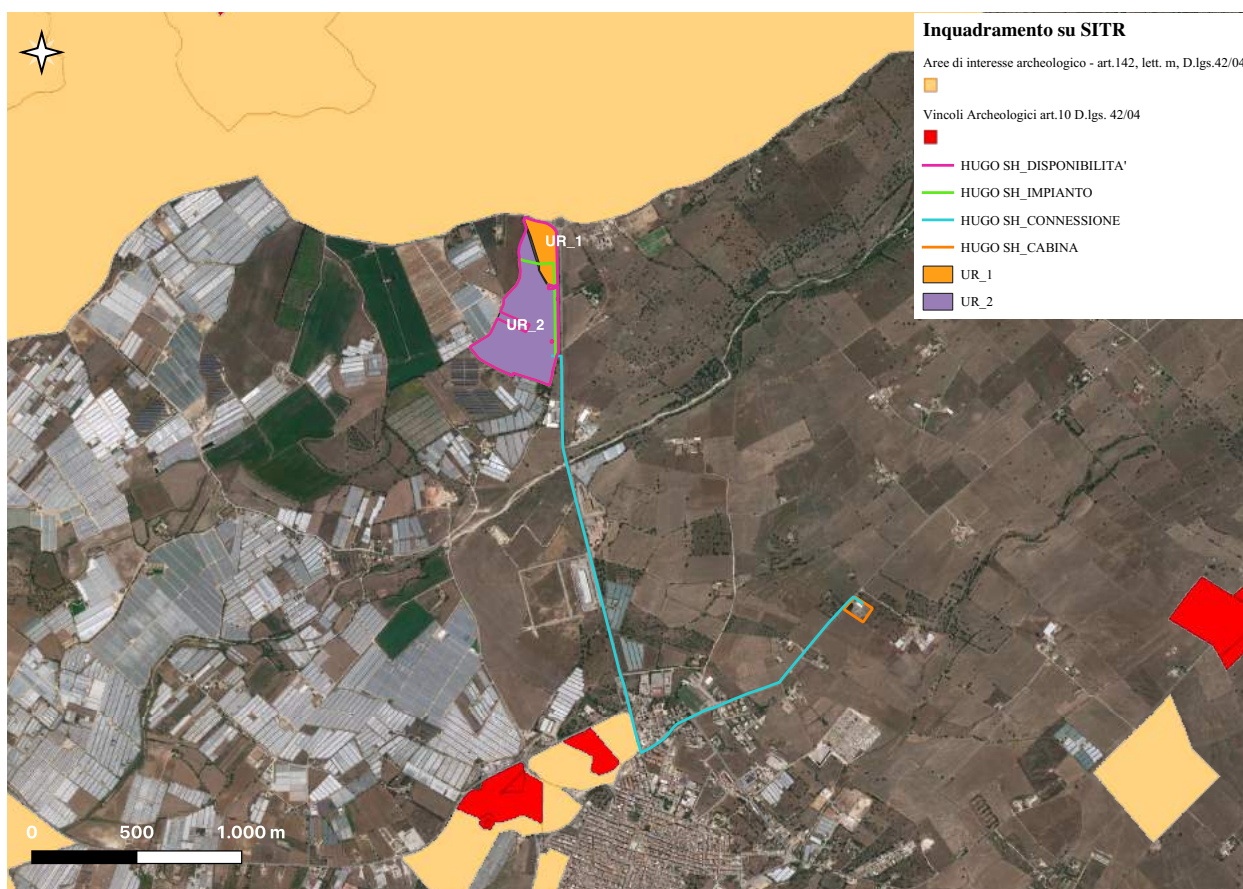 Inquadramento su SITR
Aree di interesse archeologico - art.142, lett. m, D.lgs.42/04
Vincoli Archeologici art.10 D.lgs. 42/04
HUGO SH_DISPONIBILITA'
HUGO SH_IMPIANTO
HUGO SH_CONNESSIONE
HUGO SH_CABINA
UR_1
UR_2
UR_1
UR_2
0 500 1.000 m